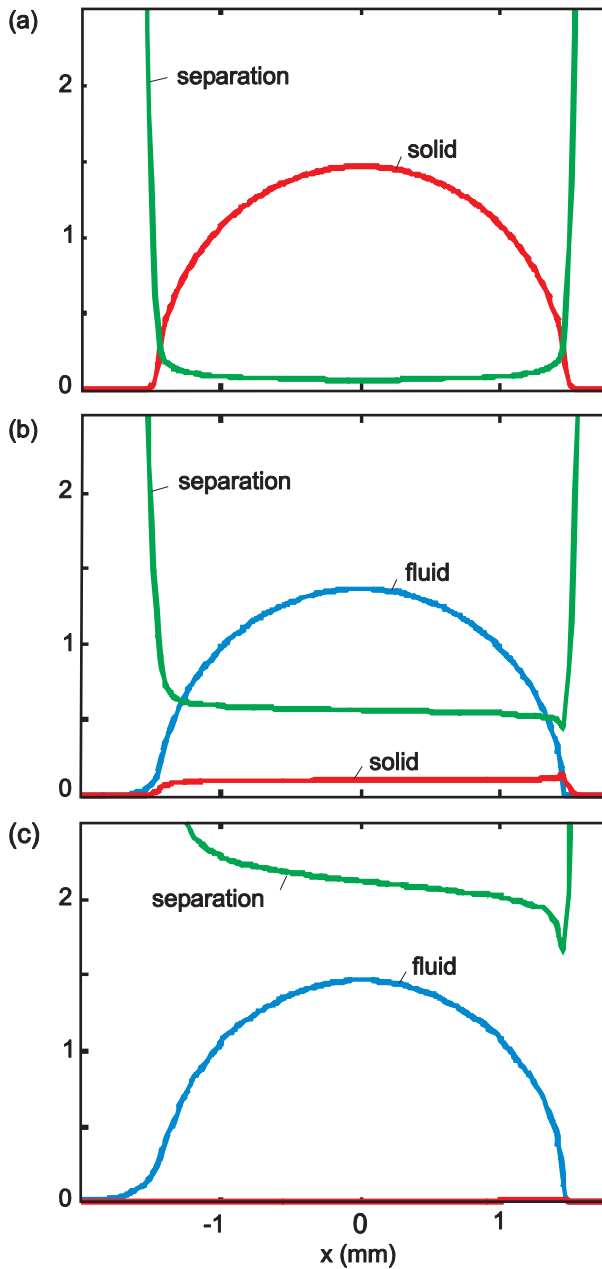 (a)
2
separation
solid
1
0
(b)
2
separation
fluid
1
solid
0
(c)
2
separation
fluid
1
0
-1 0 1
x (mm)